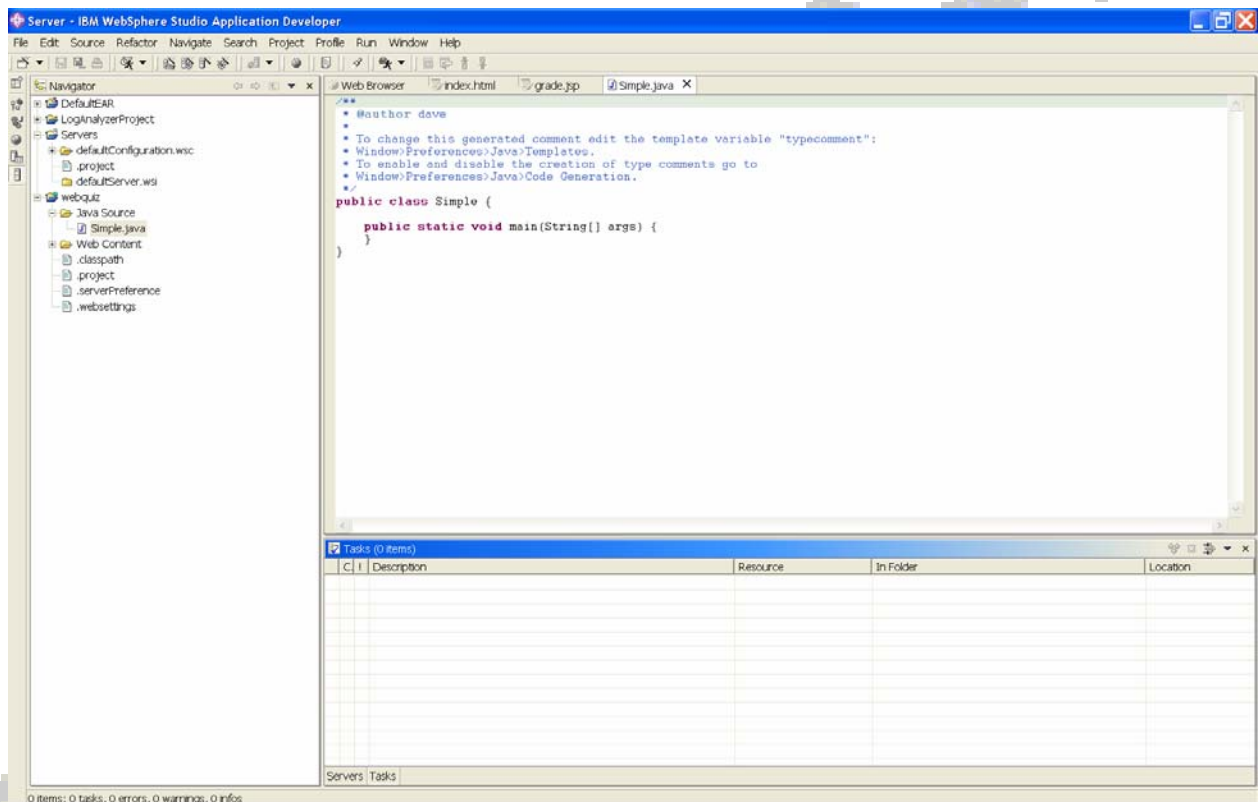 Server - IBM WebSphere Studio Application Developer
File Edit Source Refactor Navigate Search Project Profile Run Window Help
Navigator
DefaultEAR
LogAnalyzerProject
Servers
defaultConfiguration.wsc
.project
defaultServer.wsi
webquiz
Java Source
Simple.java
Web Content
.classpath
.project
.serverPreference
.websettings
Web Browser index.html grade.jsp Simple.java
/**
* @author dave
*
* To change this generated comment edit the template variable "typecomment":
* Window>Preferences>Java>Templates.
* To enable and disable the creation of type comments go to
* Window>Preferences>Java>Code Generation.
*/
public class Simple {
public static void main(String[] args) {
}
}
Tasks (0 items)
C ! Description Resource In Folder Location
Servers Tasks
0 items: 0 tasks, 0 errors, 0 warnings, 0 infos